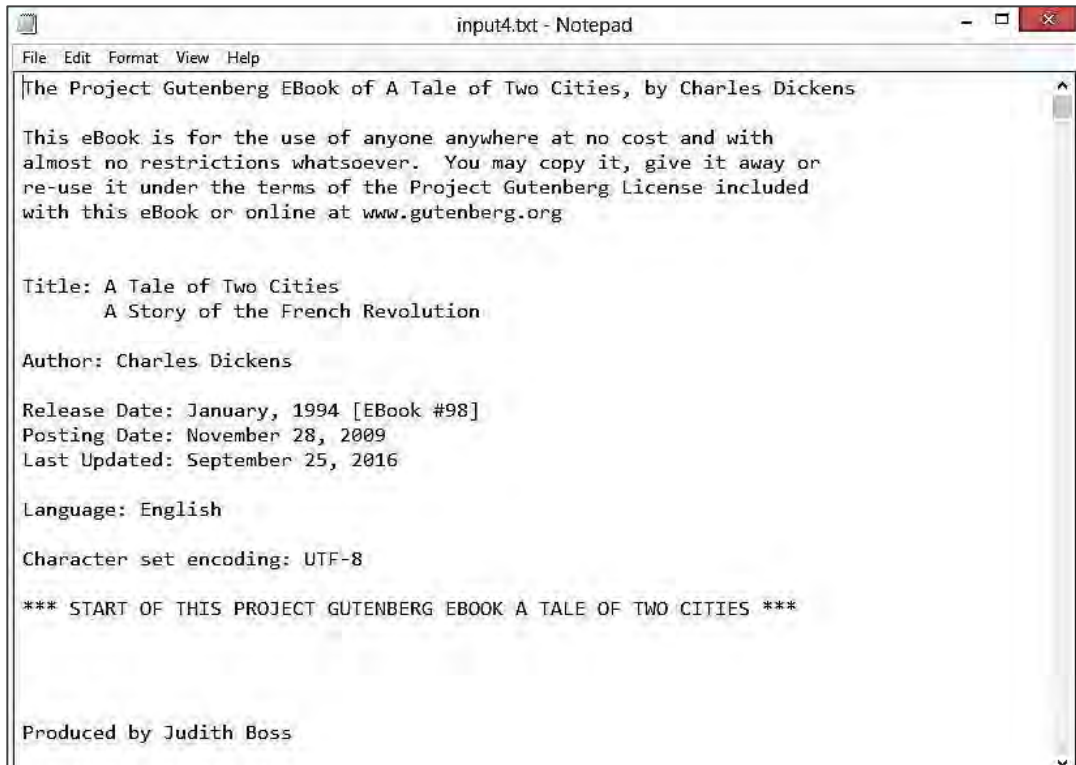 input4.txt - Notepad
File Edit Format View Help
The Project Gutenberg EBook of A Tale of Two Cities, by Charles Dickens
This eBook is for the use of anyone anywhere at no cost and with
almost no restrictions whatsoever.  You may copy it, give it away or
re-use it under the terms of the Project Gutenberg License included
with this eBook or online at www.gutenberg.org
Title: A Tale of Two Cities
A Story of the French Revolution
Author: Charles Dickens
Release Date: January, 1994 [EBook #98]
Posting Date: November 28, 2009
Last Updated: September 25, 2016
Language: English
Character set encoding: UTF-8
*** START OF THIS PROJECT GUTENBERG EBOOK A TALE OF TWO CITIES ***
Produced by Judith Boss